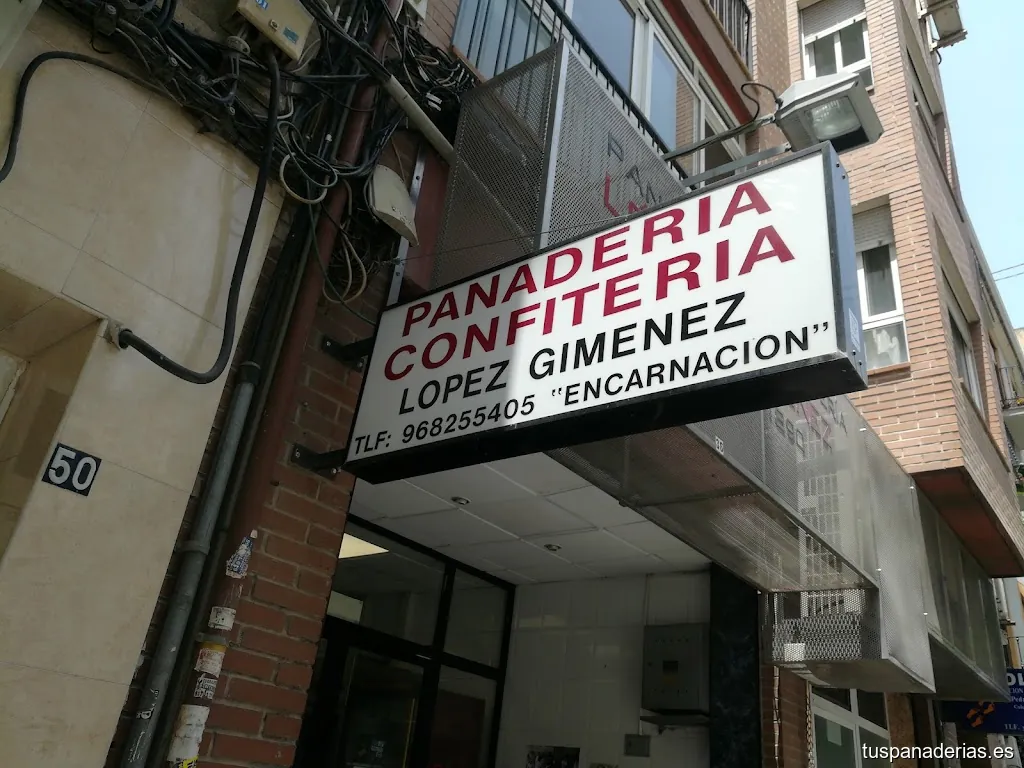 PANADERIA
CONFITERIA
LOPEZ GIMENEZ
TLF: 968255405 "ENCARNACION"
50
tuspanaderias.es